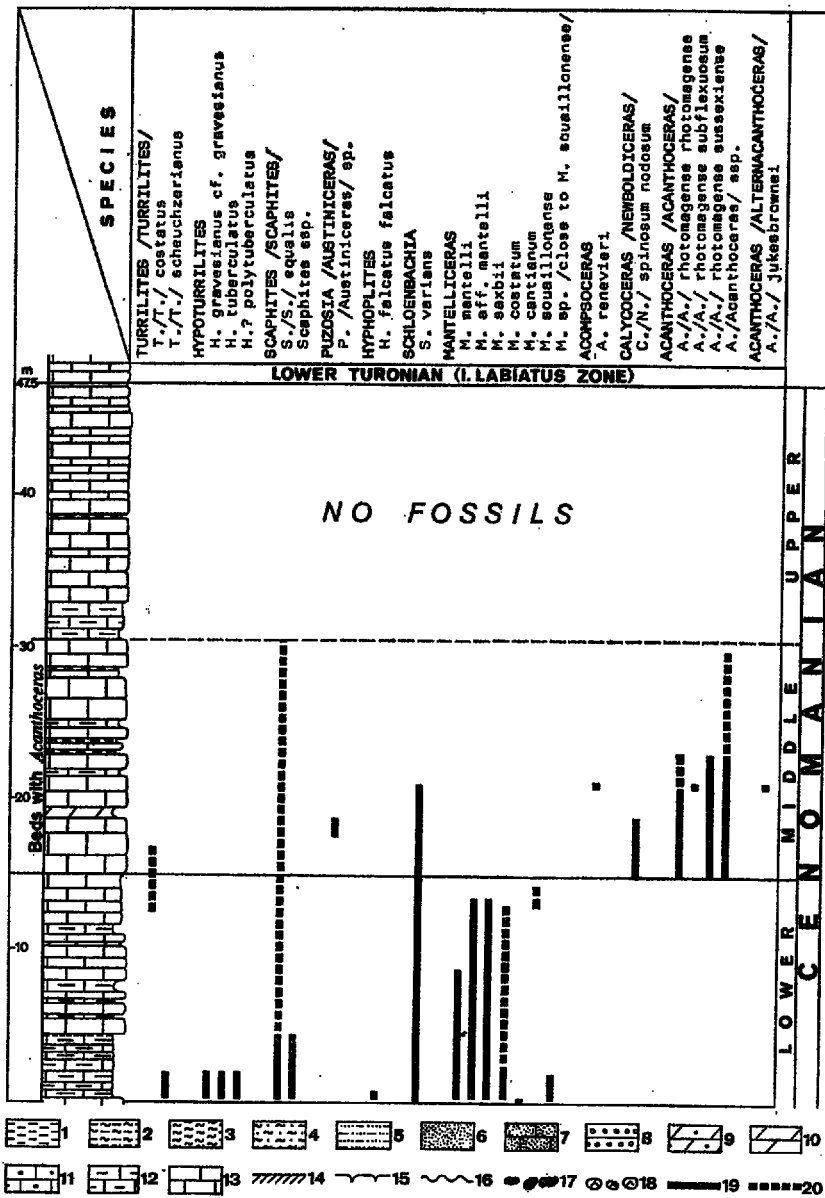 SPECIES
TURRILITES /TURRILITES/
T./T./ costatus
T./T./ scheuchzerianus
HYPOTURRILITES
H. gravesianus cf. gravesianus
H. tuberculatus
H.? polytuberculatus
SCAPHITES /SCAPHITES/
S./S./ equalis
Scaphites ssp.
PUZOSIA /AUSTINICERAS/
P. /Austiniceras/ sp.
HYPHOPLITES
H. falcatus falcatus
SCHLOENBACHIA
S. varians
MANTELLICERAS
M. mantelli
M. aff. mantelli
M. saxbii
M. costatum
M. cantianum
M. souaillonense
M. sp. /close to M. souaillonense/
ACOMPSOCERAS
A. renevieri
CALYCOCERAS /NEWBOLDICERAS/
C./N./ spinosum nodosum
ACANTHOCERAS /ACANTHOCERAS/
A./A./ rhotomagense rhotomagense
A./A./ rhotomagense subflexuosum
A./A./ rhotomagense sussexiense
A./Acanthoceras/ ssp.
ACANTHOCERAS /ALTERNACANTHOCERAS/
A./A./ jukesbrownei
m
47.5
LOWER TURONIAN (I. LABIATUS ZONE)
40
NO FOSSILS
30
Beds with Acanthoceras
20
10
UPPER
MIDDLE
LOWER
CENOMANIAN
1 2 3 4 5 6 7 8 9 10
11 12 13 14 15 16 17 18 19 20